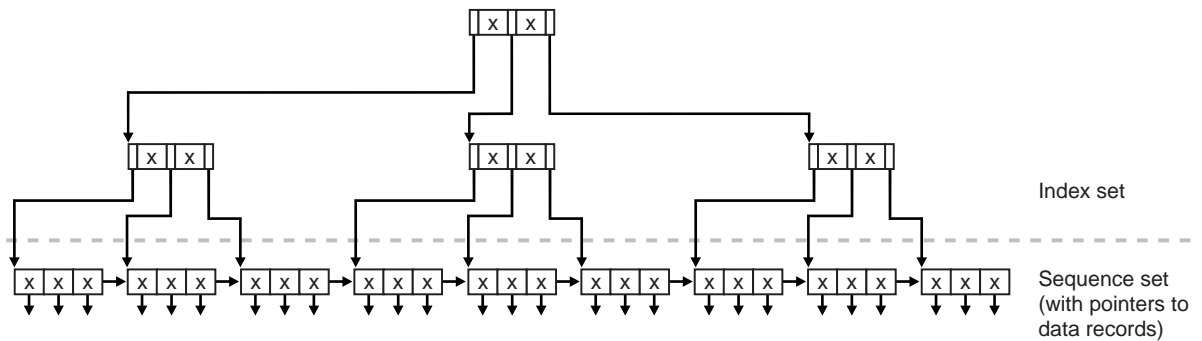 x x
x x x x x x
Index set
x x x x x x x x x x x x x x x x x x x x x x x x x x x
Sequence set
(with pointers to
data records)